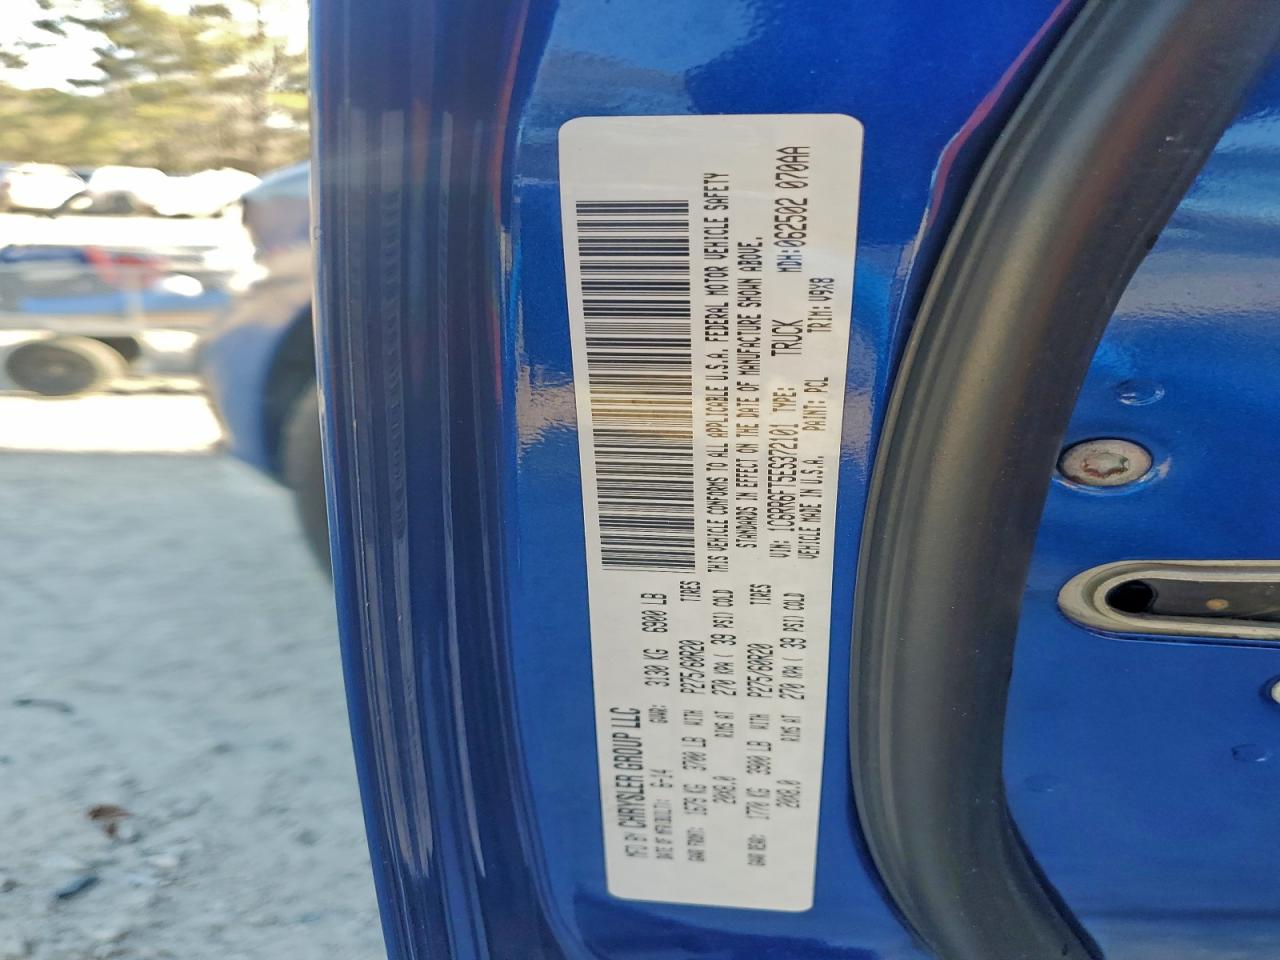 MFD BY CHRYSLER GROUP LLC
DATE OF MFR(BUILT): 6-14 GVWR: 3130 KG 6900 LB
GAWR FRONT: 1679 KG 3700 LB WITH P275/60R20 TIRES
20X8.0 RIMS AT 270 KPA ( 39 PSI) COLD
GAWR REAR: 1770 KG 3900 LB WITH P275/60R20 TIRES
20X8.0 RIMS AT 270 KPA ( 39 PSI) COLD
THIS VEHICLE CONFORMS TO ALL APPLICABLE U.S.A. FEDERAL MOTOR VEHICLE SAFETY
STANDARDS IN EFFECT ON THE DATE OF MANUFACTURE SHOWN ABOVE.
VIN: 1C6RR6FT5ES372101 TYPE: TRUCK MDH:062502 070AA
VEHICLE MADE IN U.S.A. PAINT: PCL TRIM: V9X8